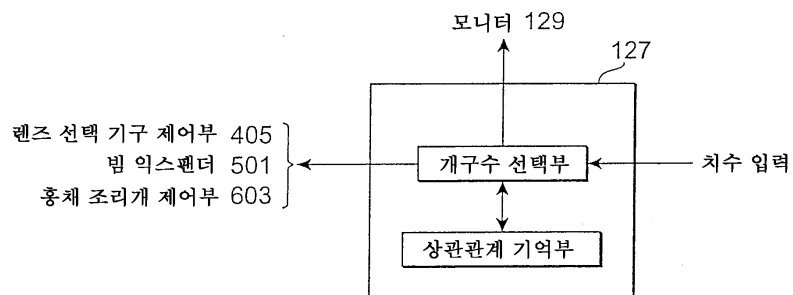 모니터 129
127
렌즈 선택 기구 제어부 405
빔 익스팬더 501
홍채 조리개 제어부 603
개구수 선택부
치수 입력
상관관계 기억부